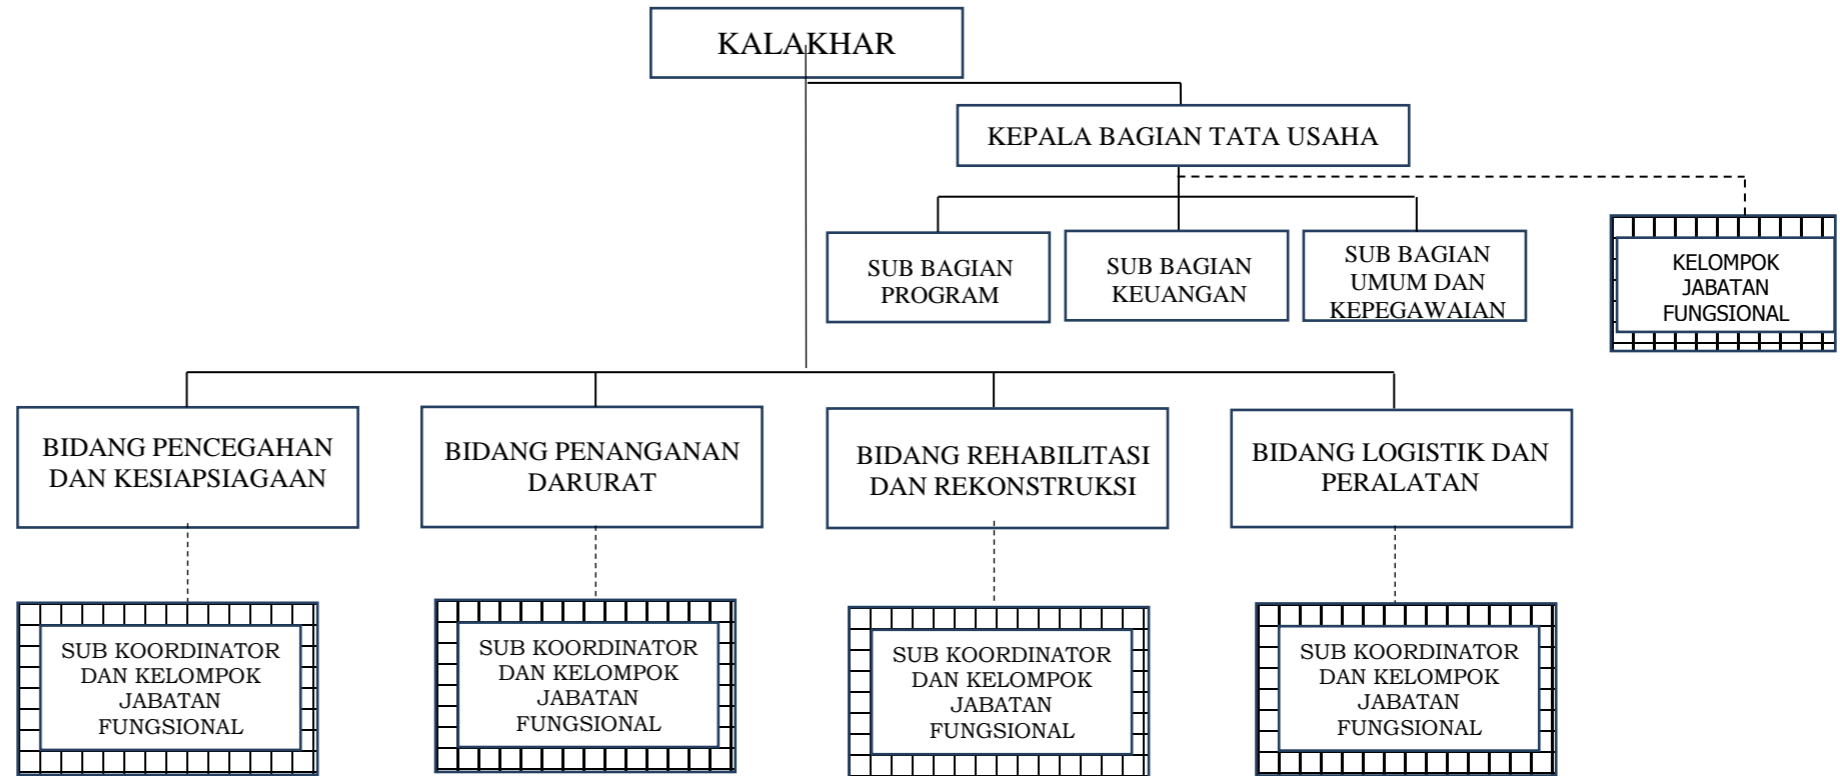 KALAKHAR
KEPALA BAGIAN TATA USAHA
SUB BAGIAN
PROGRAM
SUB BAGIAN
KEUANGAN
SUB BAGIAN
UMUM DAN
KEPEGAWAIAN
KELOMPOK
JABATAN
FUNGSIONAL
BIDANG PENCEGAHAN
DAN KESIAPSIAGAAN
BIDANG PENANGANAN
DARURAT
BIDANG REHABILITASI
DAN REKONSTRUKSI
BIDANG LOGISTIK DAN
PERALATAN
SUB KOORDINATOR
DAN KELOMPOK
JABATAN
FUNGSIONAL
SUB KOORDINATOR
DAN KELOMPOK
JABATAN
FUNGSIONAL
SUB KOORDINATOR
DAN KELOMPOK
JABATAN
FUNGSIONAL
SUB KOORDINATOR
DAN KELOMPOK
JABATAN
FUNGSIONAL